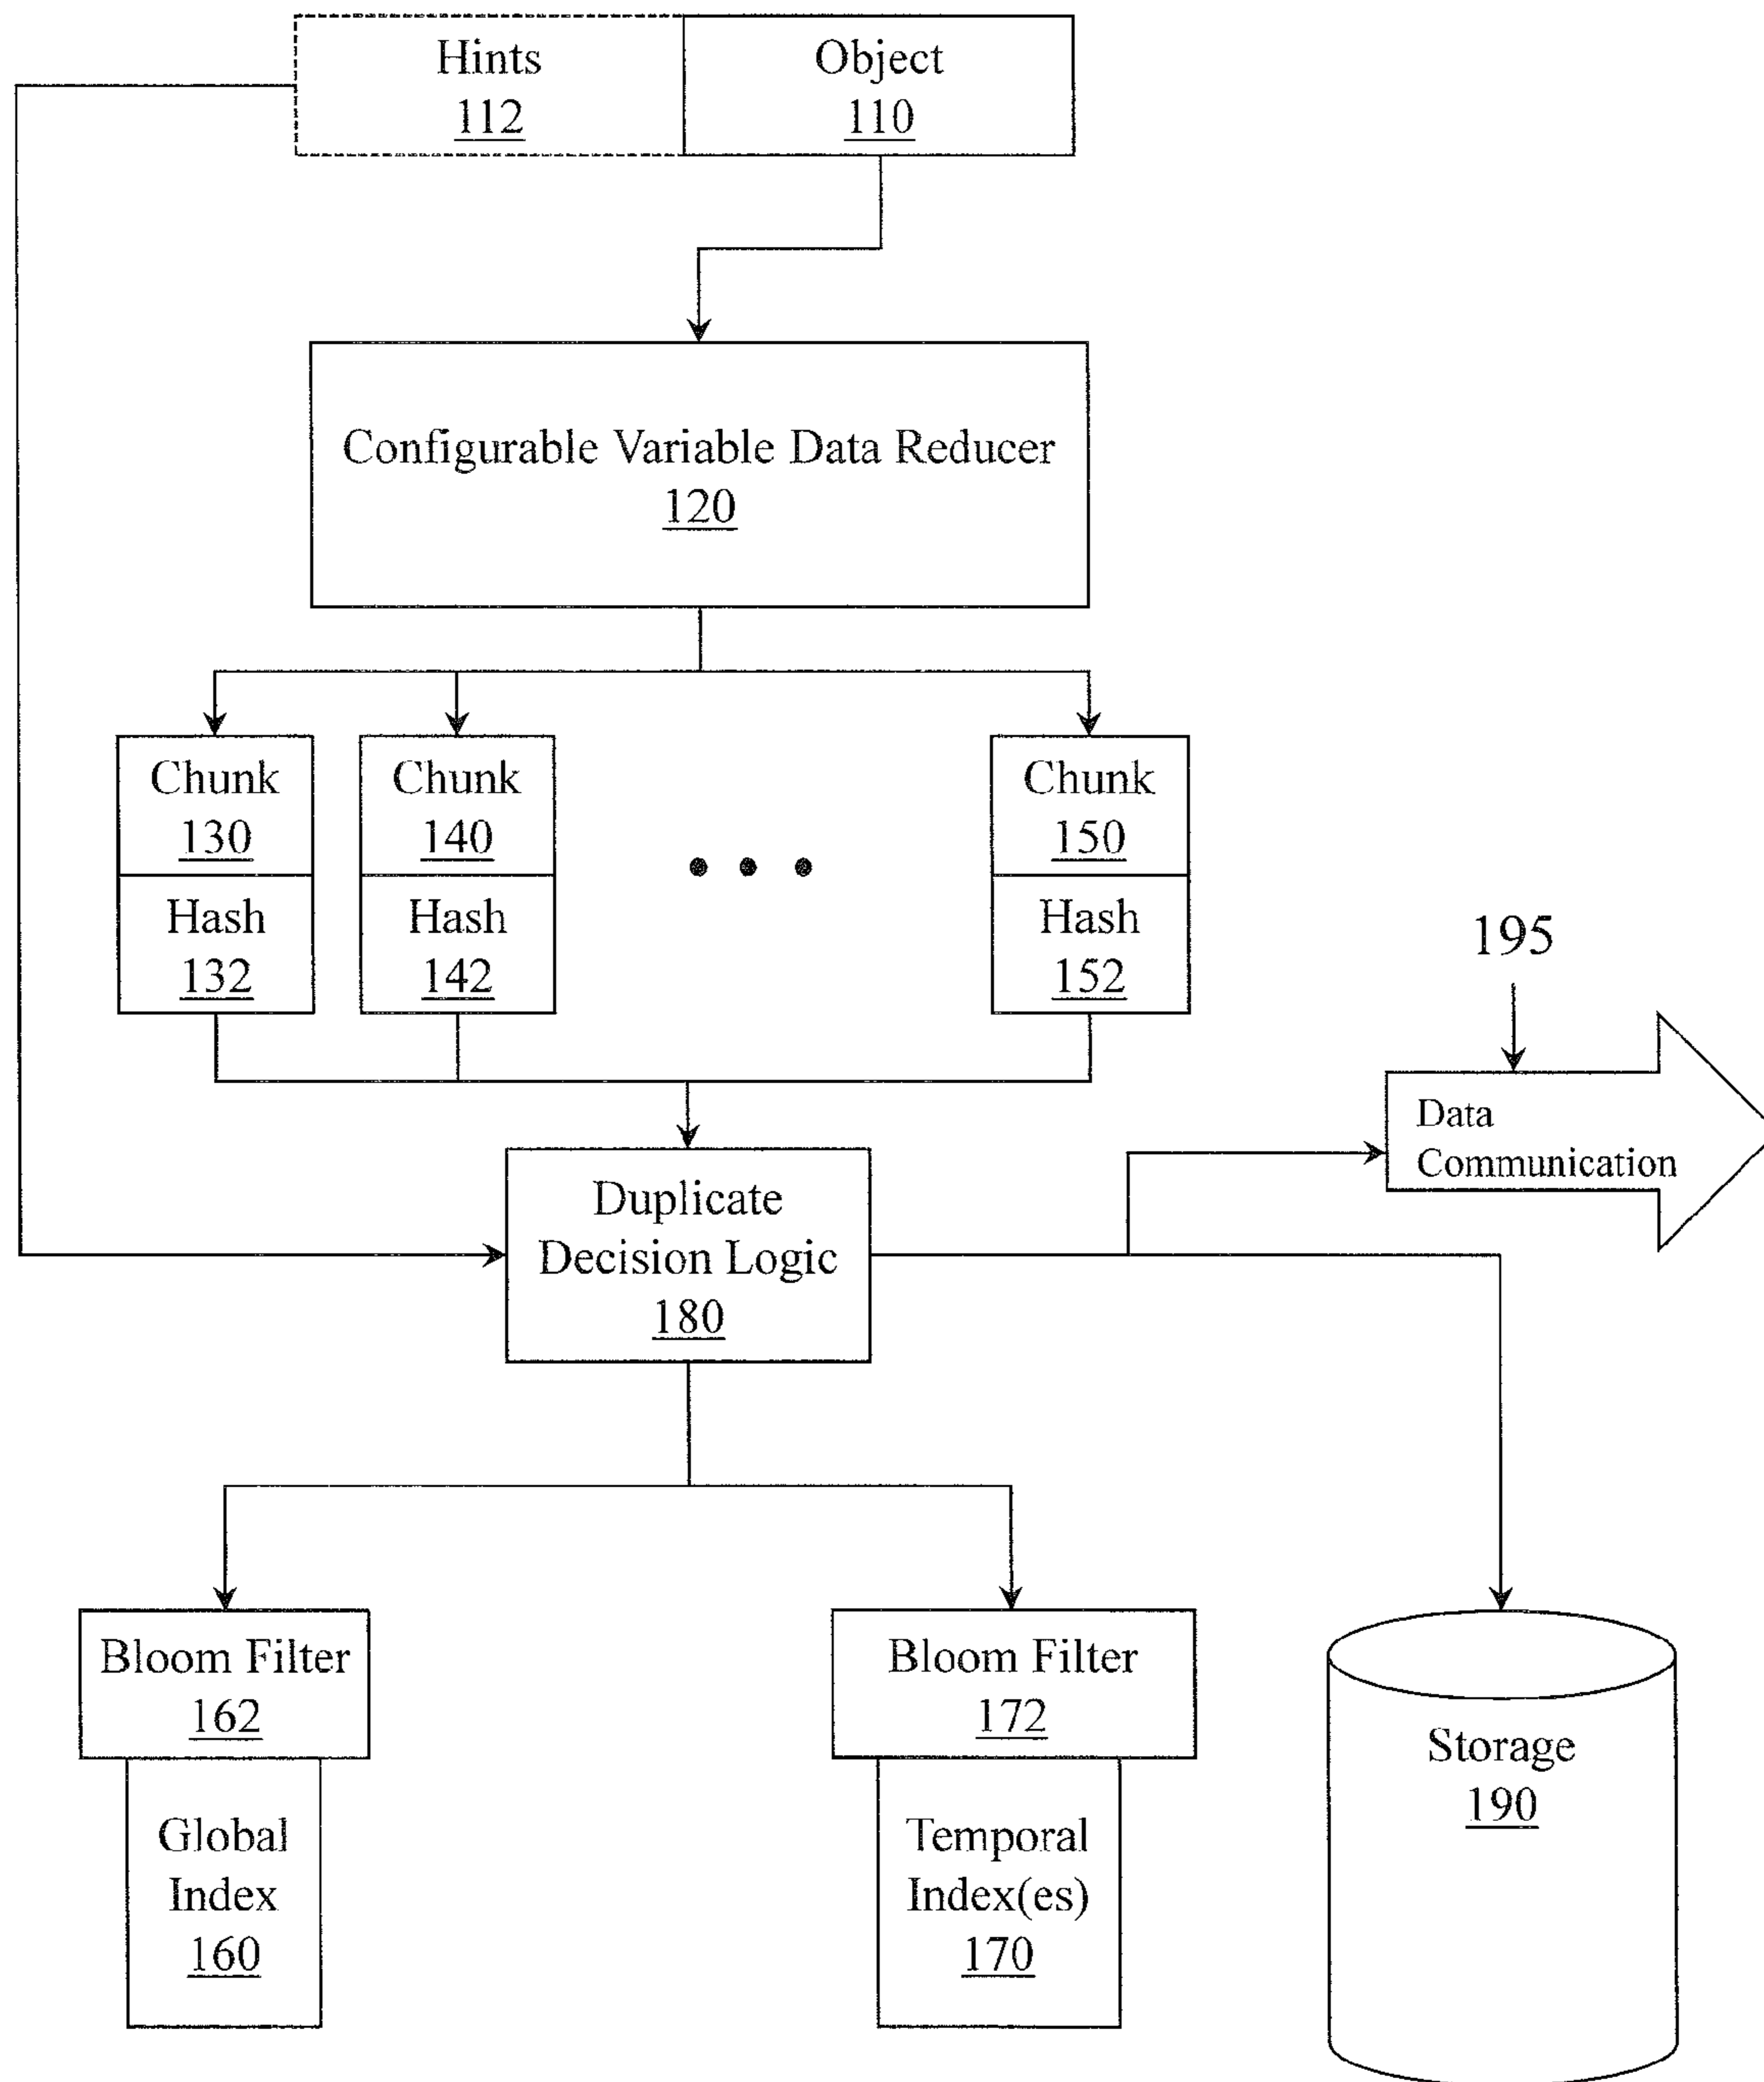 Hints
112
Object
110
Configurable Variable Data Reducer
120
Chunk
130
Hash
132
Chunk
140
Hash
142
Chunk
150
Hash
152
195
Data
Communication
Duplicate
Decision Logic
180
Bloom Filter
162
Global
Index
160
Bloom Filter
172
Temporal
Index(es)
170
Storage
190